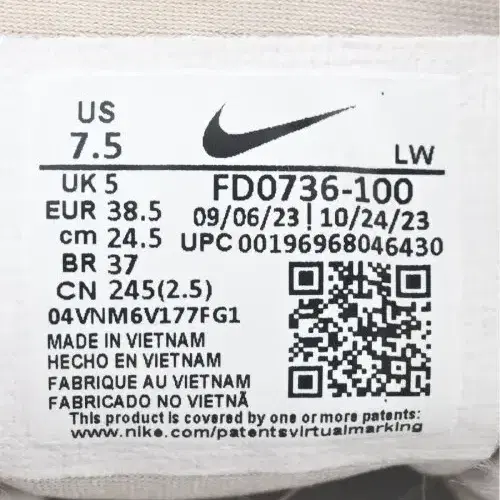 US
7.5
LW
UK 5
FD0736-100
EUR 38.5
09/06/23 | 10/24/23
cm 24.5
UPC 00196968046430
BR 37
CN 245(2.5)
04VNM6V177FG1
MADE IN VIETNAM
HECHO EN VIETNAM
FABRIQUE AU VIETNAM
FABRICADO NO VIETNÃ
This product is covered by one or more patents:
www.nike.com/patentsvirtualmarking